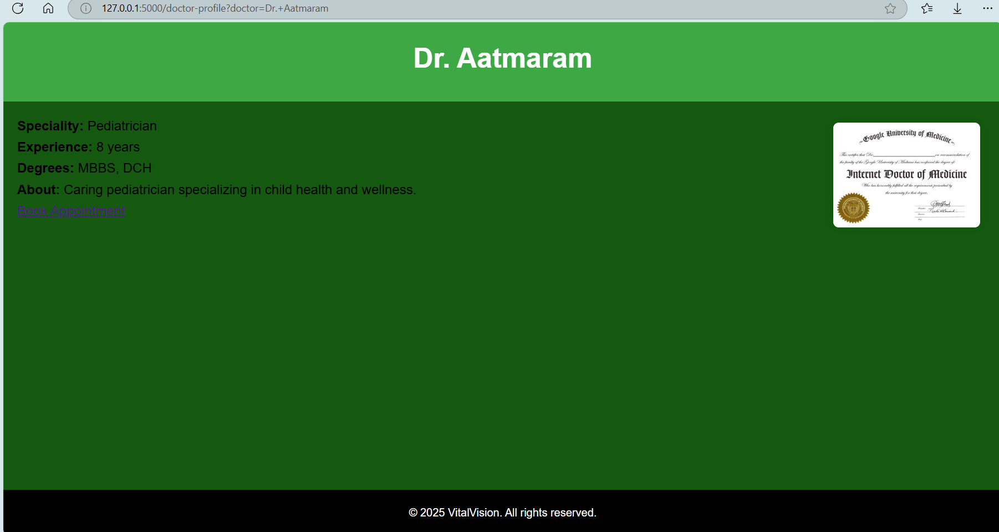 127.0.0.1:5000/doctor-profile?doctor=Dr.+Aatmaram
Dr. Aatmaram
Speciality: Pediatrician
Experience: 8 years
Degrees: MBBS, DCH
About: Caring pediatrician specializing in child health and wellness.
Book Appointment
Google University of Medicine
This certifies that Dr. on recommendation of
the faculty of the Google University of Medicine has conferred the degree of:
Internet Doctor of Medicine
Who has honorably fulfilled all the requirements prescribed by
the university for that degree.
© 2025 VitalVision. All rights reserved.